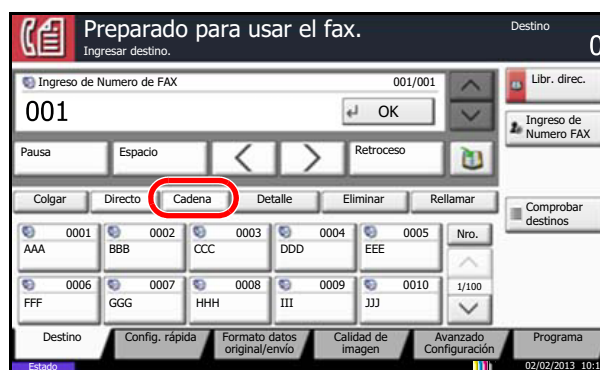 Preparado para usar el fax.
Destino
Ingresar destino.
Ingreso de Numero de FAX
001/001
Libr. direc.
001
OK
Ingreso de
Numero FAX
Pausa
Espacio
Retroceso
Colgar
Directo
Cadena
Detalle
Eliminar
Rellamar
Comprobar
destinos
0001
0002
0003
0004
0005
Nro.
AAA
BBB
CCC
DDD
EEE
0006
0007
0008
0009
0010
1/100
FFF
GGG
HHH
III
JJJ
Destino
Config. rápida
Formato datos
original/envío
Calidad de
imagen
Avanzado
Configuración
Programa
Estado
02/02/2013 10:1